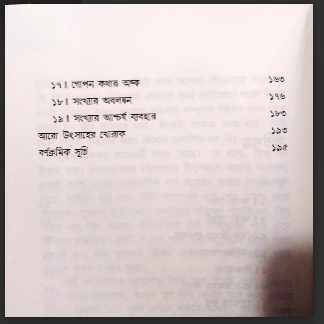 ১৭। গোপন কথার অঙ্ক ১৬৩
১৮। সংখ্যার অবলম্বন ১৭৬
১৯। সংখ্যার আশ্চর্য ব্যবহার ১৮৩
আরো উৎসাহের খোরাক ১৯৩
বর্ণক্রমিক সূচি ১৯৫